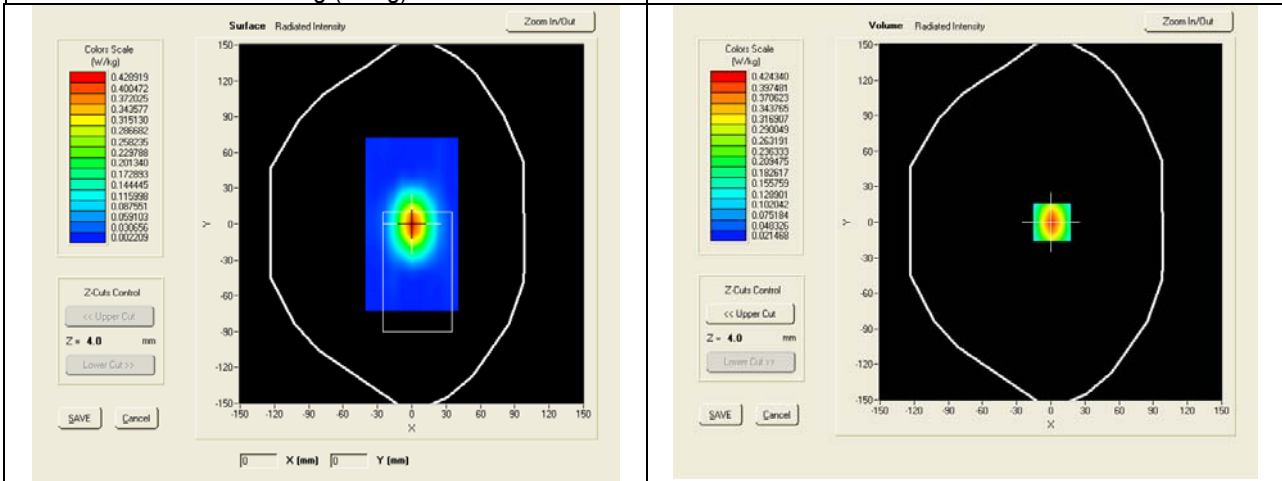 Surface Radiated Intensity
Zoom In/Out
Colors Scale
(W/kg)
0.428919
0.400472
0.372025
0.343577
0.315130
0.286682
0.258235
0.229788
0.201340
0.172893
0.144445
0.115998
0.087551
0.059103
0.030656
0.002209
150
120
90
60
30
0
-30
-60
-90
-120
-150
Y
-150 -120 -90 -60 -30 0 30 60 90 120 150
X
Z-Cuts Control
<< Upper Cut
Z = 4.0 mm
Lower Cut >>
SAVE Cancel
0 X (mm) 0 Y (mm)
Volume Radiated Intensity
Zoom In/Out
Colors Scale
(W/kg)
0.424340
0.397481
0.370623
0.343765
0.316907
0.290049
0.263191
0.236333
0.209475
0.182617
0.155759
0.128901
0.102042
0.075184
0.048326
0.021468
150
120
90
60
30
0
-30
-60
-90
-120
-150
Y
-150 -120 -90 -60 -30 0 30 60 90 120 150
X
Z-Cuts Control
<< Upper Cut
Z = 4.0 mm
Lower Cut >>
SAVE Cancel